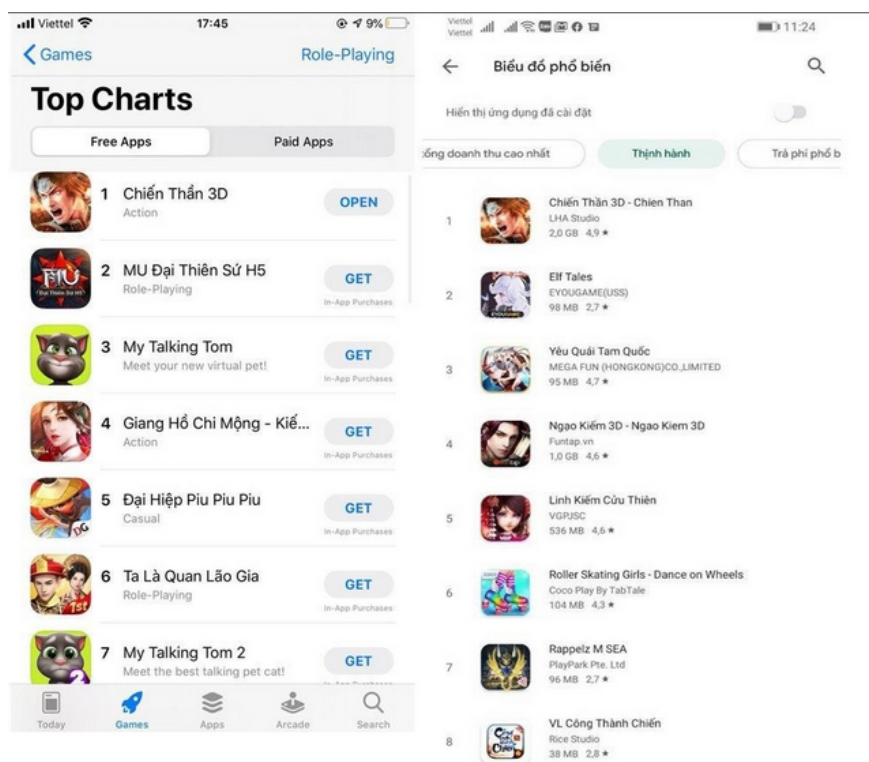 Viettel
17:45
9%
Games
Role-Playing
Top Charts
Free Apps
Paid Apps
1
Chiến Thần 3D
Action
OPEN
2
MU Đại Thiên Sứ H5
Role-Playing
GET
In-App Purchases
3
My Talking Tom
Meet your new virtual pet!
GET
In-App Purchases
4
Giang Hồ Chi Mộng - Kiế...
Action
GET
In-App Purchases
5
Đại Hiệp Piu Piu Piu
Casual
GET
In-App Purchases
6
Ta Là Quan Lão Gia
Role-Playing
GET
In-App Purchases
7
My Talking Tom 2
Meet the best talking pet cat!
GET
Today
Games
Apps
Arcade
Search
Viettel
Viettel
11:24
Biểu đồ phổ biến
Hiển thị ứng dụng đã cài đặt
tổng doanh thu cao nhất
Thịnh hành
Trả phí phổ b
1
Chiến Thần 3D - Chien Than
LHA Studio
2,0 GB 4,9 ★
2
Elf Tales
EYOUGAME(USS)
98 MB 2,7 ★
3
Yêu Quái Tam Quốc
MEGA FUN (HONGKONG)CO.,LIMITED
95 MB 4,7 ★
4
Ngạo Kiếm 3D - Ngao Kiem 3D
Funtap.vn
1,0 GB 4,6 ★
5
Linh Kiếm Cửu Thiên
VGPJSC
536 MB 4,6 ★
6
Roller Skating Girls - Dance on Wheels
Coco Play By TabTale
104 MB 4,3 ★
7
Rappelz M SEA
PlayPark Pte. Ltd
96 MB 2,7 ★
8
VL Công Thành Chiến
Rice Studio
38 MB 2,8 ★